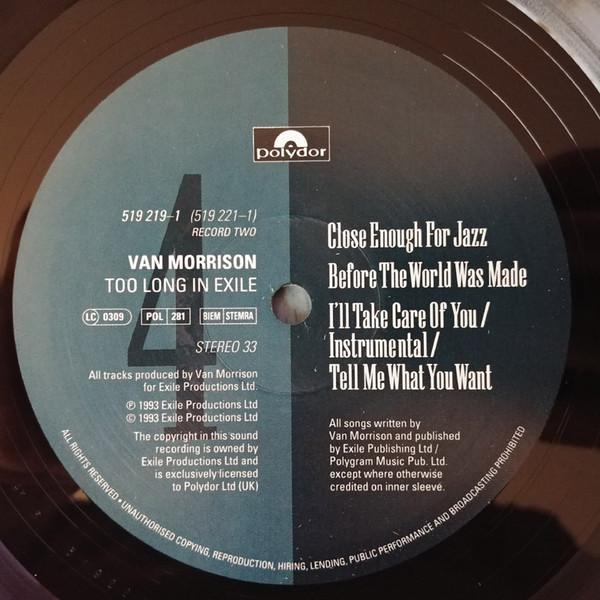 polydor
4
519 219-1 (519 221-1)
RECORD TWO
VAN MORRISON
TOO LONG IN EXILE
LC 0309 POL 281 BIEM STEMRA
STEREO 33
All tracks produced by Van Morrison
for Exile Productions Ltd.
℗ 1993 Exile Productions Ltd
© 1993 Exile Productions Ltd
The copyright in this sound
recording is owned by
Exile Productions Ltd and
is exclusively licensed
to Polydor Ltd (UK)
Close Enough For Jazz
Before The World Was Made
I'll Take Care Of You /
Instrumental /
Tell Me What You Want
All songs written by
Van Morrison and published
by Exile Publishing Ltd /
Polygram Music Pub. Ltd.
except where otherwise
credited on inner sleeve.
ALL RIGHTS RESERVED • UNAUTHORISED COPYING, REPRODUCTION, HIRING, LENDING, PUBLIC PERFORMANCE AND BROADCASTING PROHIBITED